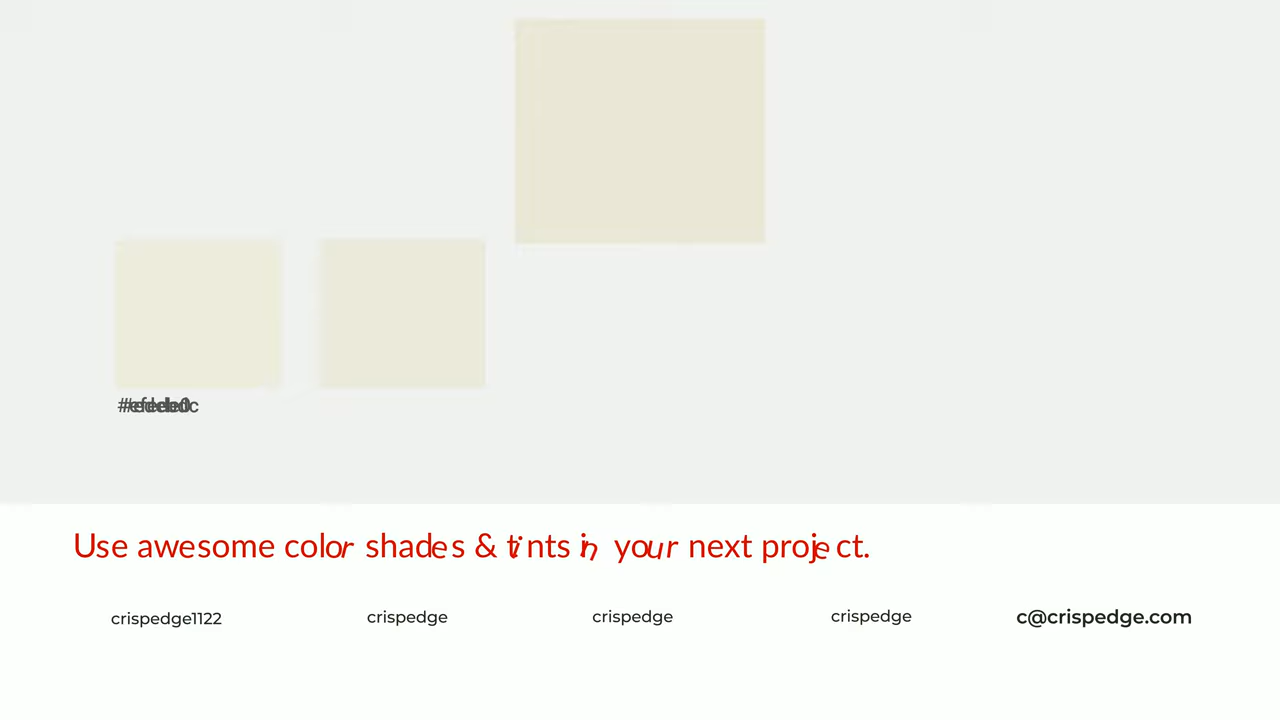 Use awesome color shades & tints in your next project.
crispedge1122 crispedge crispedge crispedge c@crispedge.com